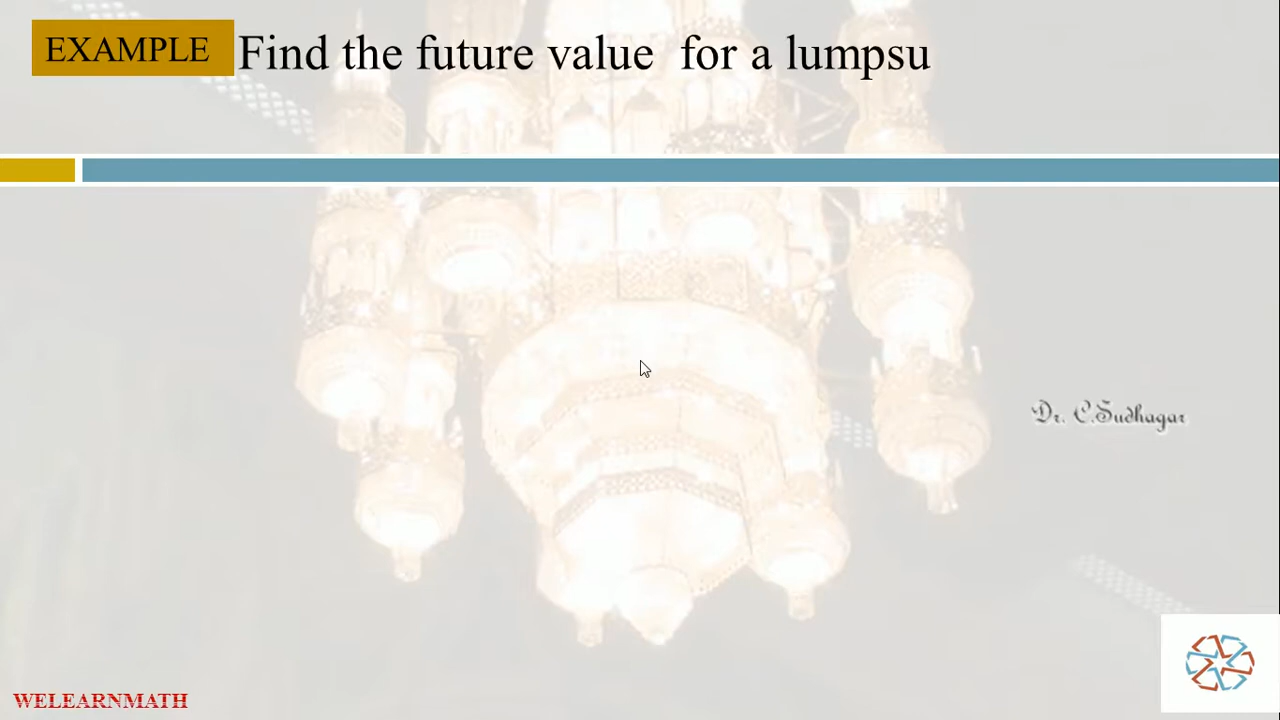 EXAMPLE Find the future value for a lumpsu
Dr. C.Sudhagar
WELEARNMATH